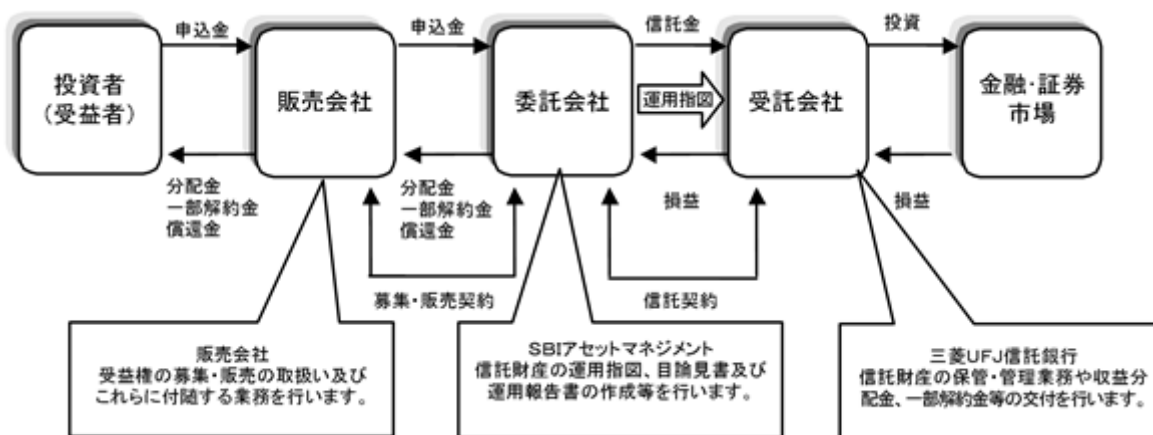 申込金
申込金
信託金
投資
投資者
(受益者)
販売会社
委託会社
運用指図
受託会社
金融・証券
市場
分配金
一部解約金
償還金
分配金
一部解約金
償還金
損益
損益
募集・販売契約
信託契約
販売会社
受益権の募集・販売の取扱い及び
これらに付随する業務を行います。
SBIアセットマネジメント
信託財産の運用指図、目論見書及び
運用報告書の作成等を行います。
三菱UFJ信託銀行
信託財産の保管・管理業務や収益分
配金、一部解約金等の交付を行います。